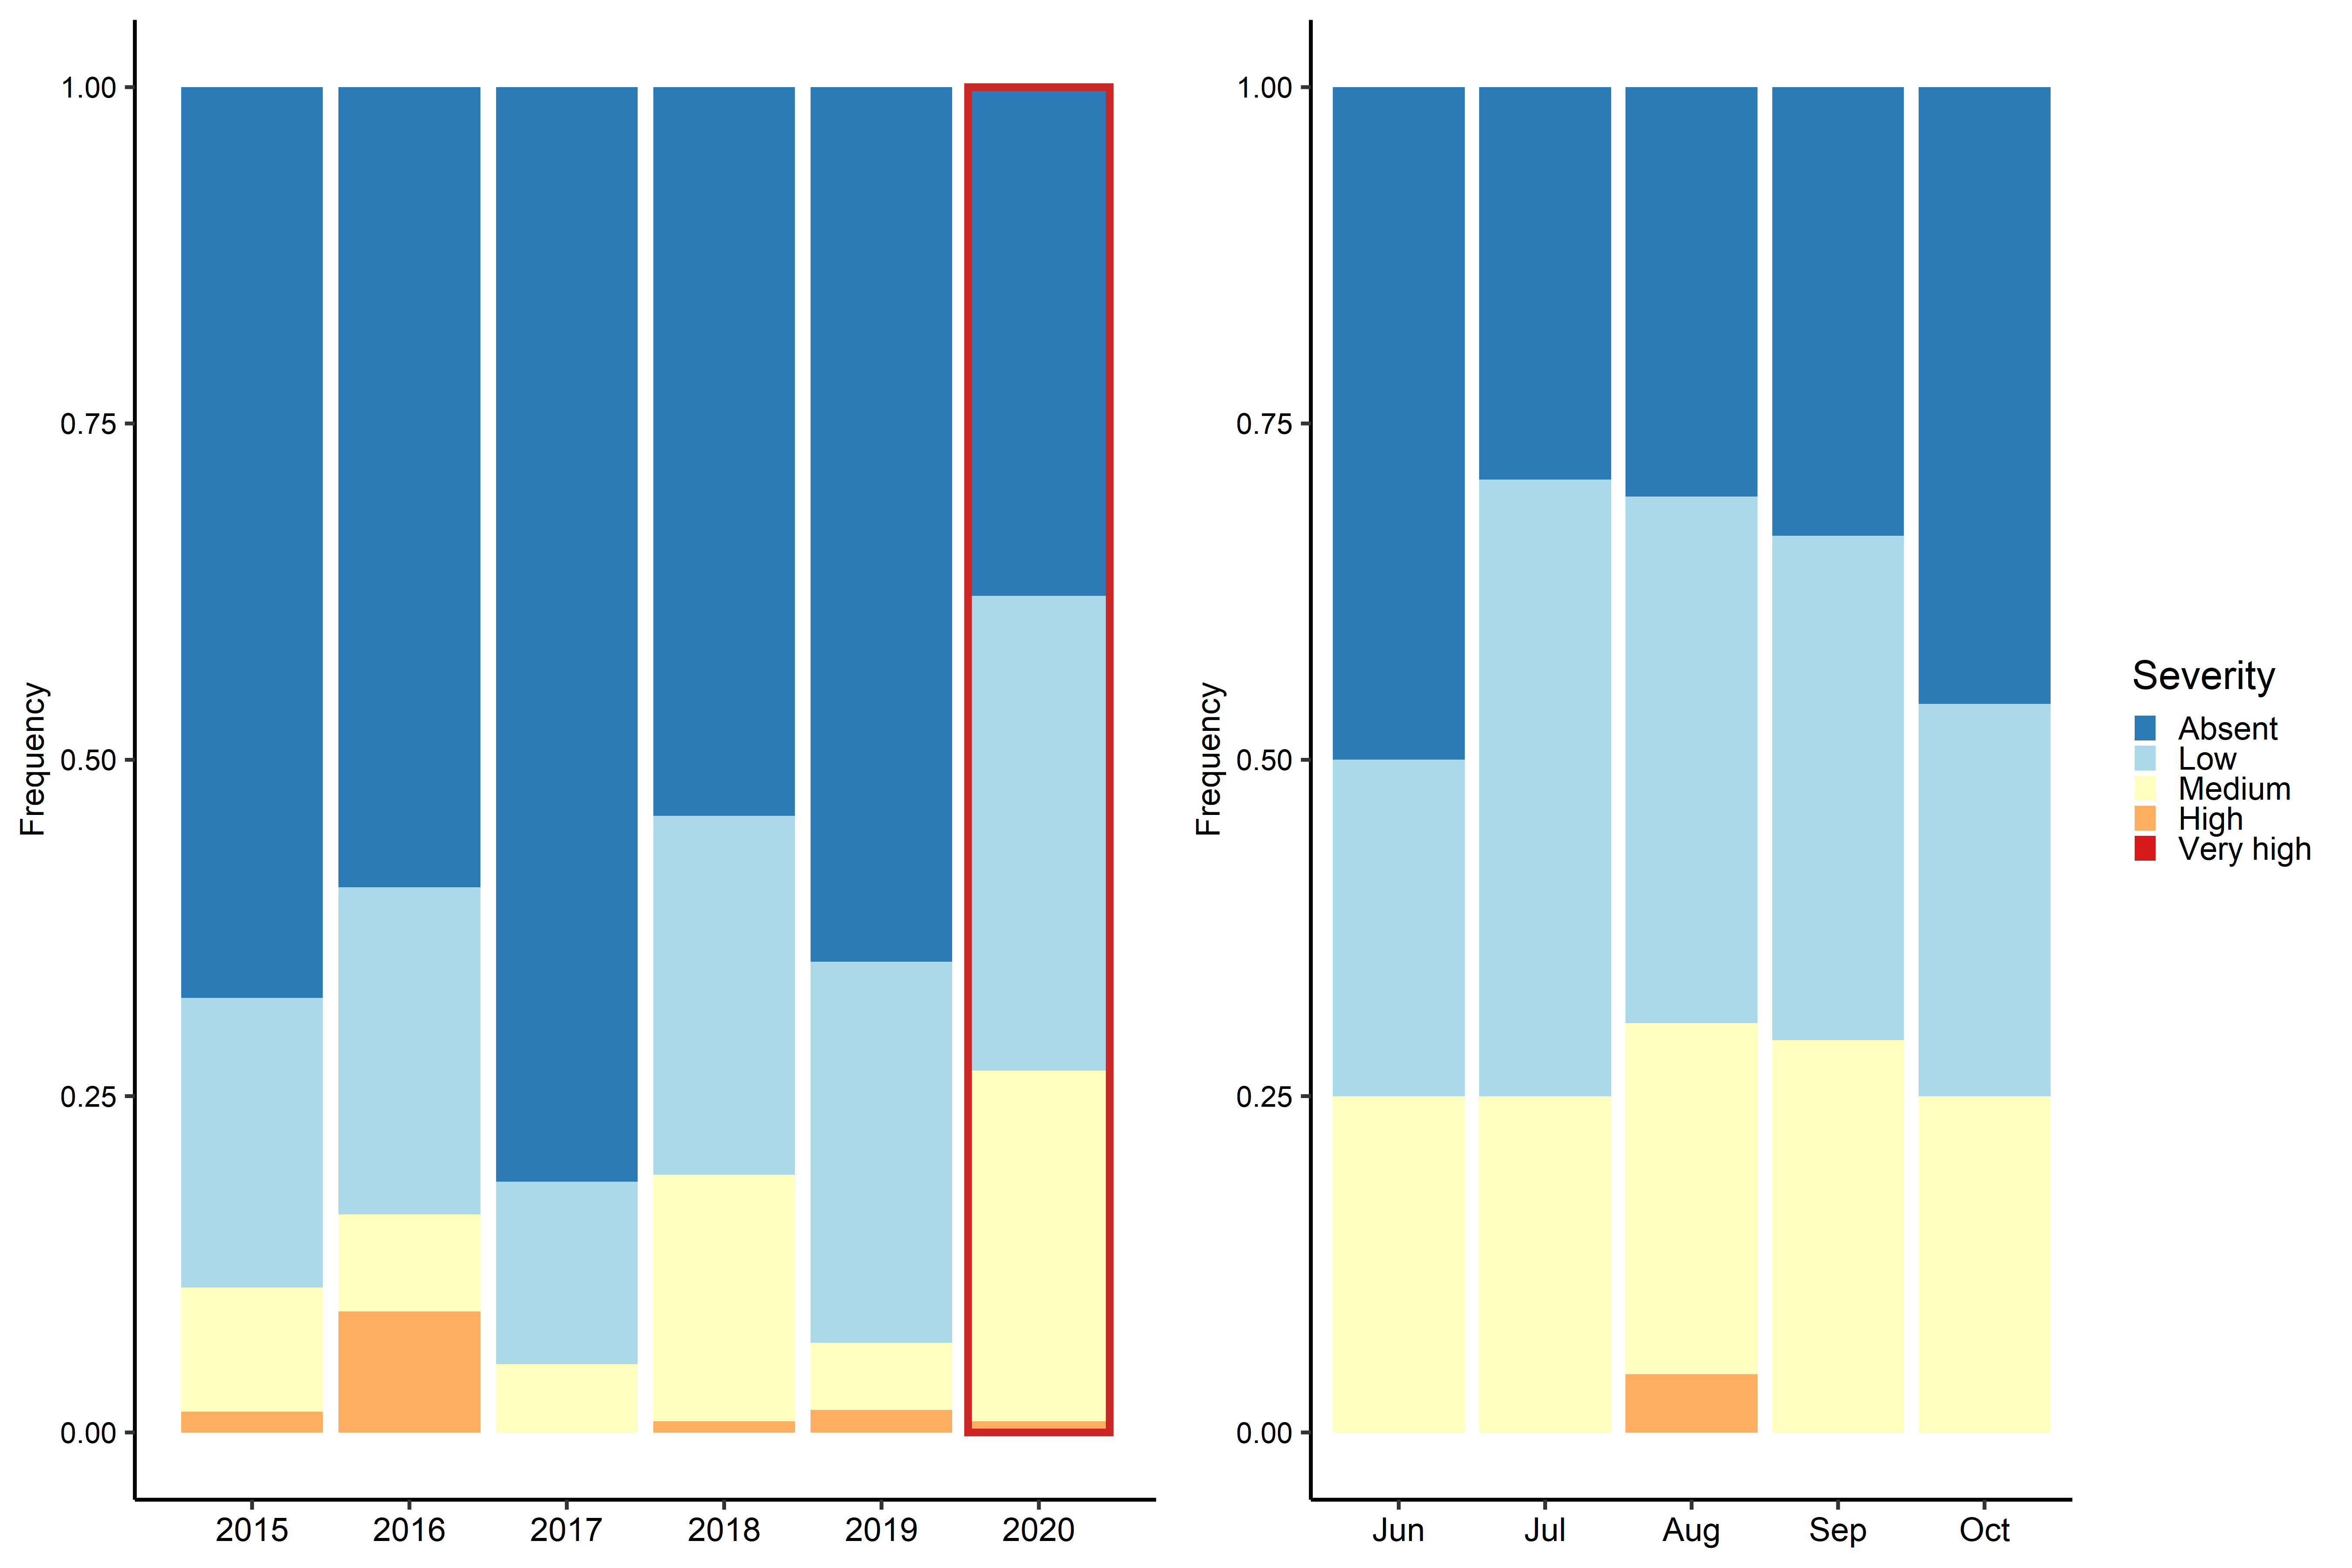 Frequency
1.00
0.75
0.50
0.25
0.00
2015 2016 2017 2018 2019 2020
Frequency
1.00
0.75
0.50
0.25
0.00
Jun Jul Aug Sep Oct
Severity
Absent
Low
Medium
High
Very high